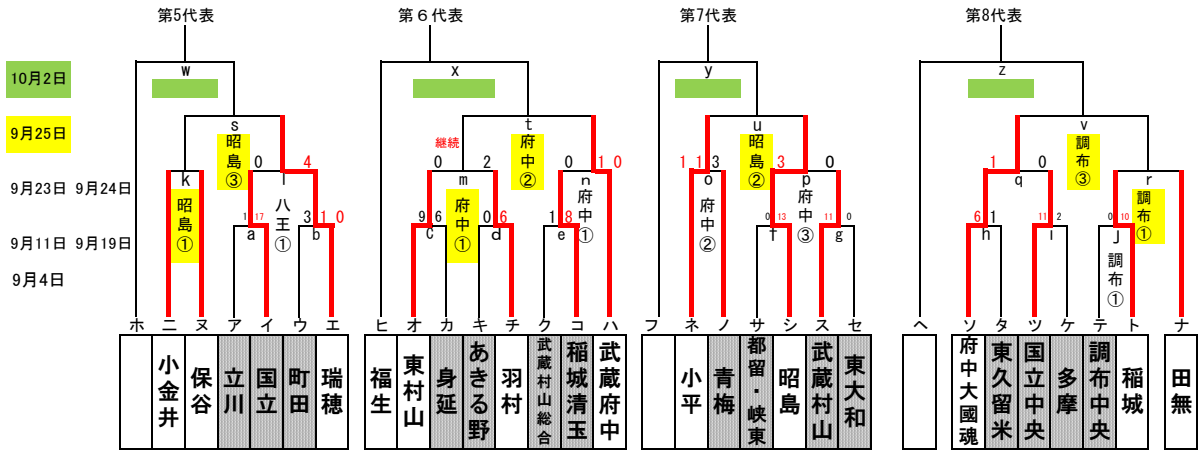 第5代表 第６代表 第7代表 第8代表
w x y z
10月2日
s t u v
9月25日
昭島③ 継続 府中② 昭島② 調布③
0 4 0 2 0 10 11 3 3 0 1 0
k l m n o p q r
9月23日 9月24日
昭島① 八王① 府中① 府中① 府中② 府中③ 調布①
1 17 3 10 9 6 0 6 1 8 0 13 11 0 6 1 11 2 0 10
a b c d e f g h i J
9月11日 9月19日
調布①
9月4日
ホ ニ ヌ ア イ ウ エ ヒ オ カ キ チ ク コ ハ フ ネ ノ サ シ ス セ ヘ ソ タ ツ ケ テ ト ナ
小金井
保谷
立川
国立
町田
瑞穂
福生
東村山
身延
あきる野
羽村
武蔵村山総合
稲城清玉
武蔵府中
小平
青梅
都留・峡東
昭島
武蔵村山
東大和
府中大國魂
東久留米
国立中央
多摩
調布中央
稲城
田無